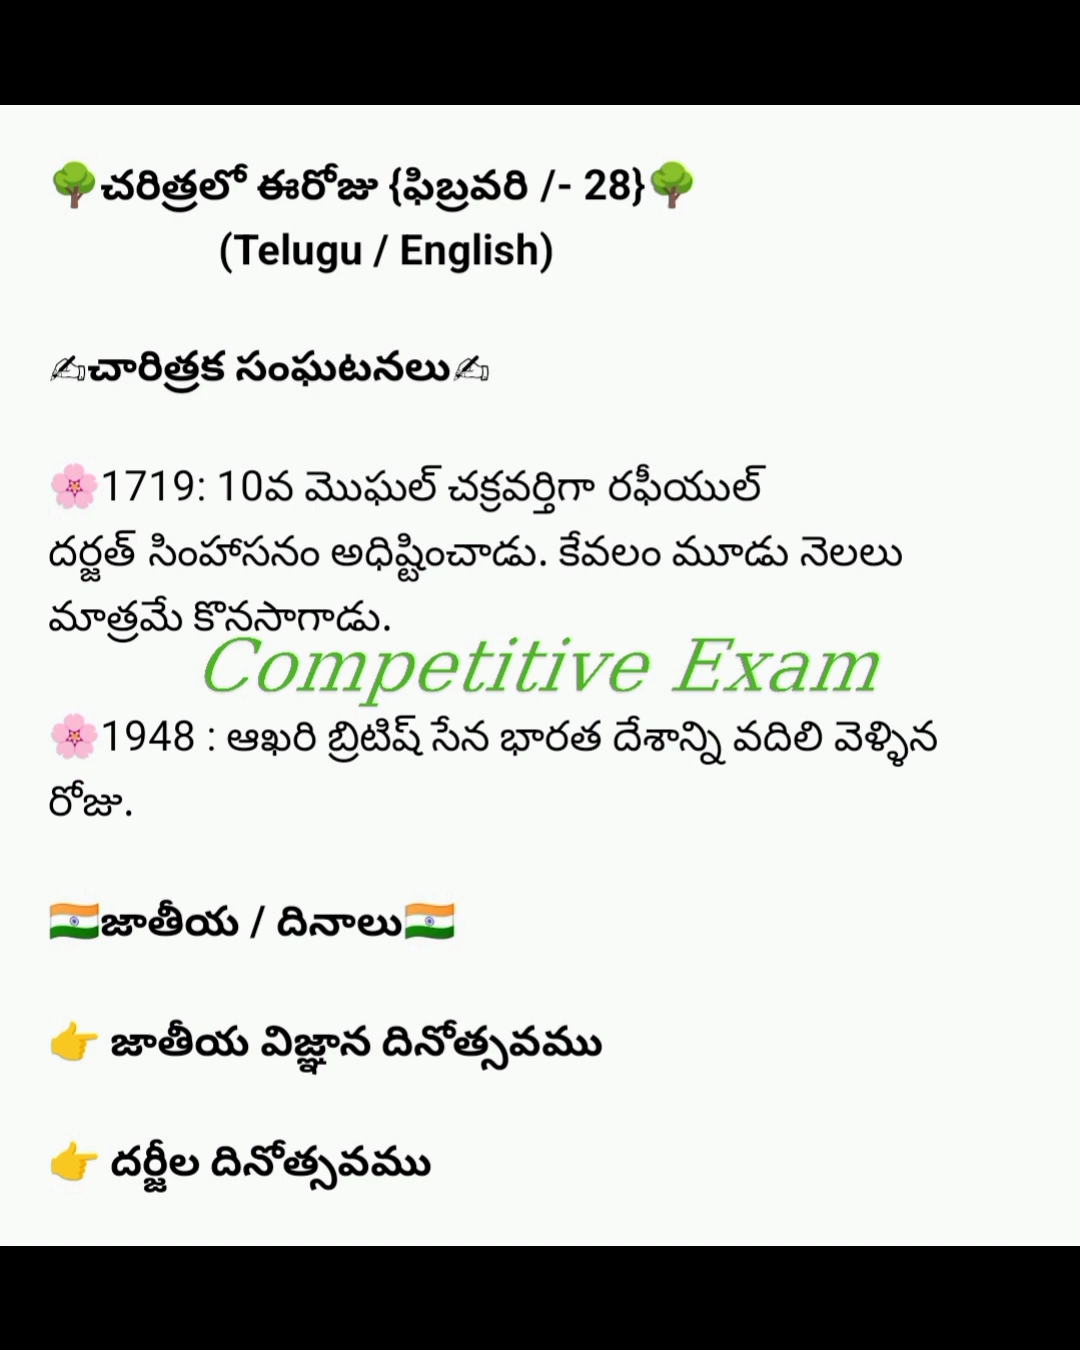 🌳చరిత్రలో ఈరోజు {ఫిబ్రవరి /- 28}🌳
(Telugu / English)
✍చారిత్రక సంఘటనలు✍
🌸1719: 10వ మొఘల్ చక్రవర్తిగా రఫీయుల్
దర్జత్ సింహాసనం అధిష్టించాడు. కేవలం మూడు నెలలు
మాత్రమే కొనసాగాడు.
Competitive Exam
🌸1948 : ఆఖరి బ్రిటిష్ సేన భారత దేశాన్ని వదిలి వెళ్ళిన
రోజు.
🇮🇳జాతీయ / దినాలు🇮🇳
👉 జాతీయ విజ్ఞాన దినోత్సవము
👉 దర్జీల దినోత్సవము